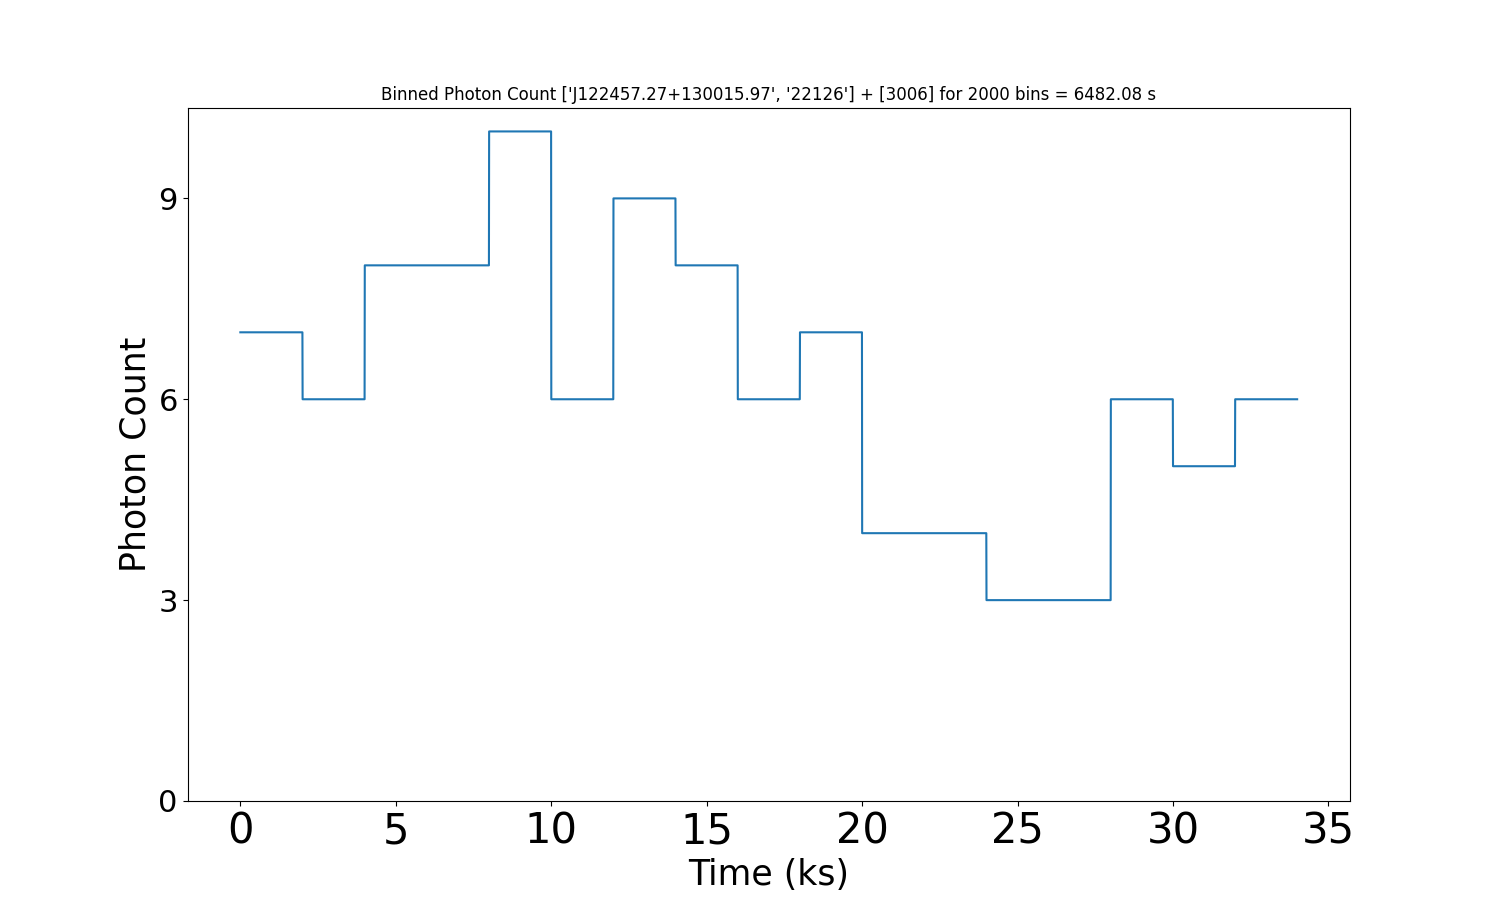 Binned Photon Count ['J122457.27+130015.97', '22126'] + [3006] for 2000 bins = 6482.08 s
9
6
3
0
Photon Count
0 5 10 15 20 25 30 35
Time (ks)